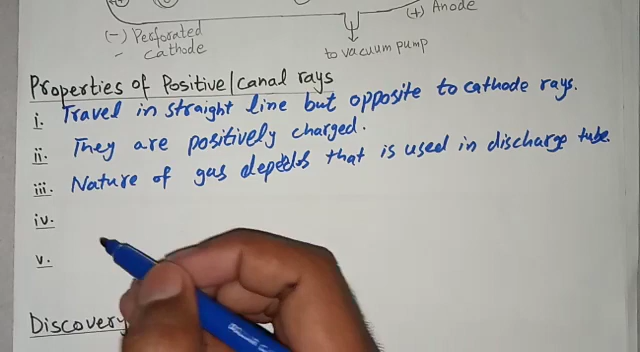 (+) Anode
(-) Perforated
- cathode
to vacuum pump
Properties of Positive/Canal rays
i. Travel in straight line but opposite to cathode rays.
ii. They are positively charged.
iii. Nature of gas depends that is used in discharge tube.
iv.
v.
Discovery